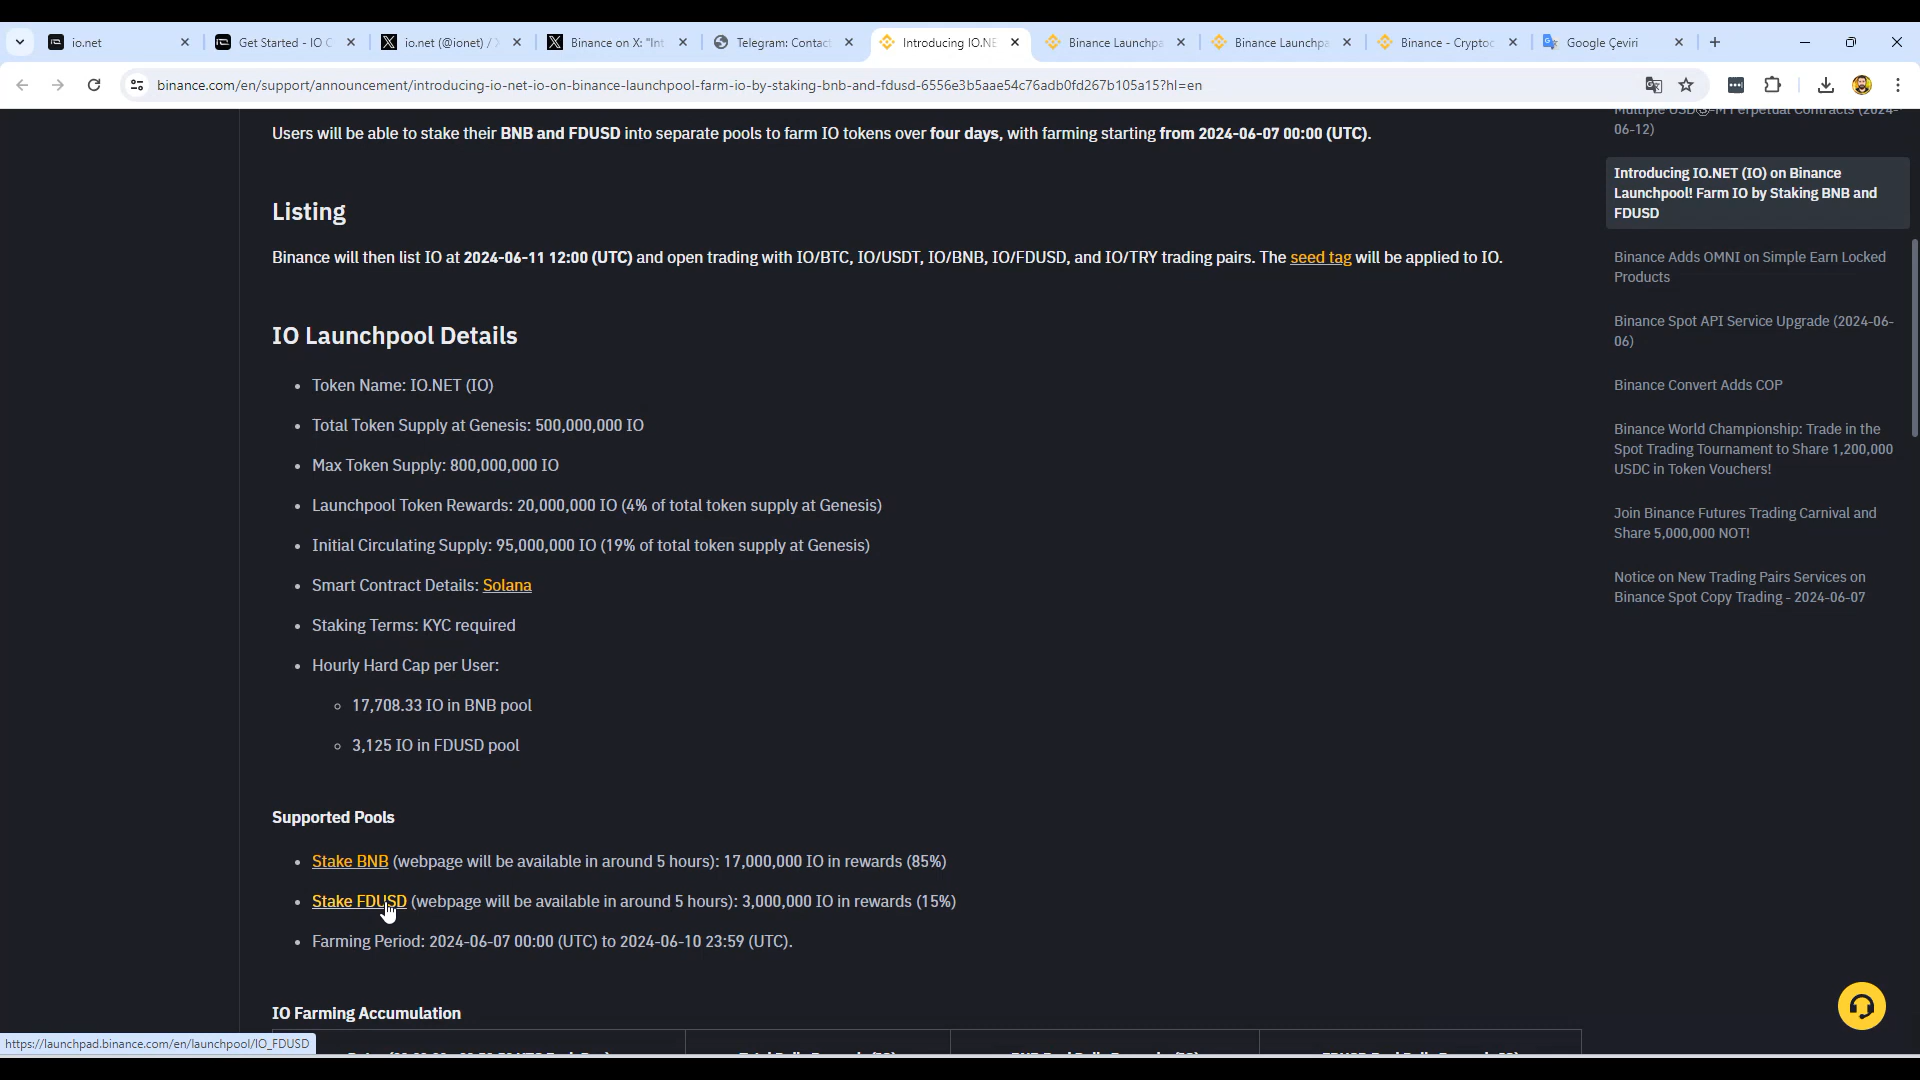 io.net
Get Started - IO C
io.net (@ionet) / X
Binance on X: "Int
Telegram: Contact
Introducing IO.NE
Binance Launchpa
Binance Launchpa
Binance - Cryptoc
Google Çeviri
binance.com/en/support/announcement/introducing-io-net-io-on-binance-launchpool-farm-io-by-staking-bnb-and-fdusd-6556e3b5aae54c76adb0fd267b105a15?hl=en
Users will be able to stake their BNB and FDUSD into separate pools to farm IO tokens over four days, with farming starting from 2024-06-07 00:00 (UTC).
Listing
Binance will then list IO at 2024-06-11 12:00 (UTC) and open trading with IO/BTC, IO/USDT, IO/BNB, IO/FDUSD, and IO/TRY trading pairs. The seed tag will be applied to IO.
IO Launchpool Details
• Token Name: IO.NET (IO)
• Total Token Supply at Genesis: 500,000,000 IO
• Max Token Supply: 800,000,000 IO
• Launchpool Token Rewards: 20,000,000 IO (4% of total token supply at Genesis)
• Initial Circulating Supply: 95,000,000 IO (19% of total token supply at Genesis)
• Smart Contract Details: Solana
• Staking Terms: KYC required
• Hourly Hard Cap per User:
◦ 17,708.33 IO in BNB pool
◦ 3,125 IO in FDUSD pool
Supported Pools
• Stake BNB (webpage will be available in around 5 hours): 17,000,000 IO in rewards (85%)
• Stake FDUSD (webpage will be available in around 5 hours): 3,000,000 IO in rewards (15%)
• Farming Period: 2024-06-07 00:00 (UTC) to 2024-06-10 23:59 (UTC).
IO Farming Accumulation
https://launchpad.binance.com/en/launchpool/IO_FDUSD
Multiple USDⓈ-M Perpetual Contracts (2024-
06-12)
Introducing IO.NET (IO) on Binance
Launchpool! Farm IO by Staking BNB and
FDUSD
Binance Adds OMNI on Simple Earn Locked
Products
Binance Spot API Service Upgrade (2024-06-
06)
Binance Convert Adds COP
Binance World Championship: Trade in the
Spot Trading Tournament to Share 1,200,000
USDC in Token Vouchers!
Join Binance Futures Trading Carnival and
Share 5,000,000 NOT!
Notice on New Trading Pairs Services on
Binance Spot Copy Trading - 2024-06-07